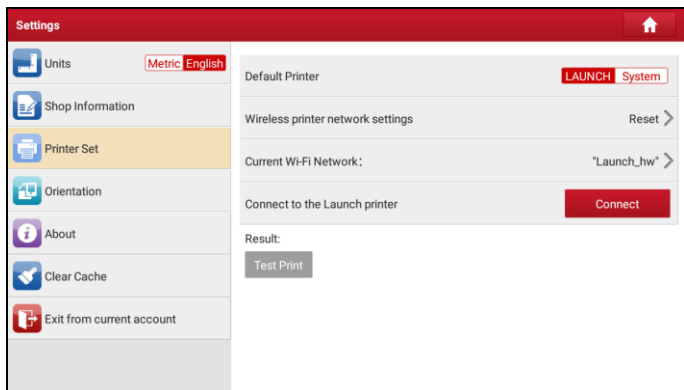 Settings
Units Metric English
Shop Information
Printer Set
Orientation
About
Clear Cache
Exit from current account
Default Printer LAUNCH System
Wireless printer network settings Reset
Current Wi-Fi Network: "Launch_hw"
Connect to the Launch printer Connect
Result:
Test Print